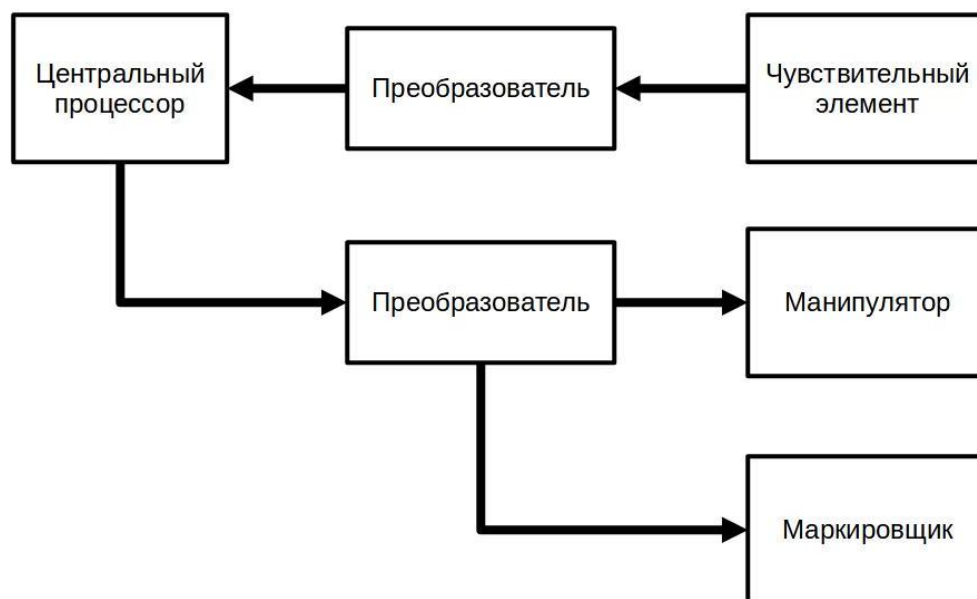 Центральный
процессор
Преобразователь
Чувствительный
элемент
Преобразователь
Манипулятор
Маркировщик